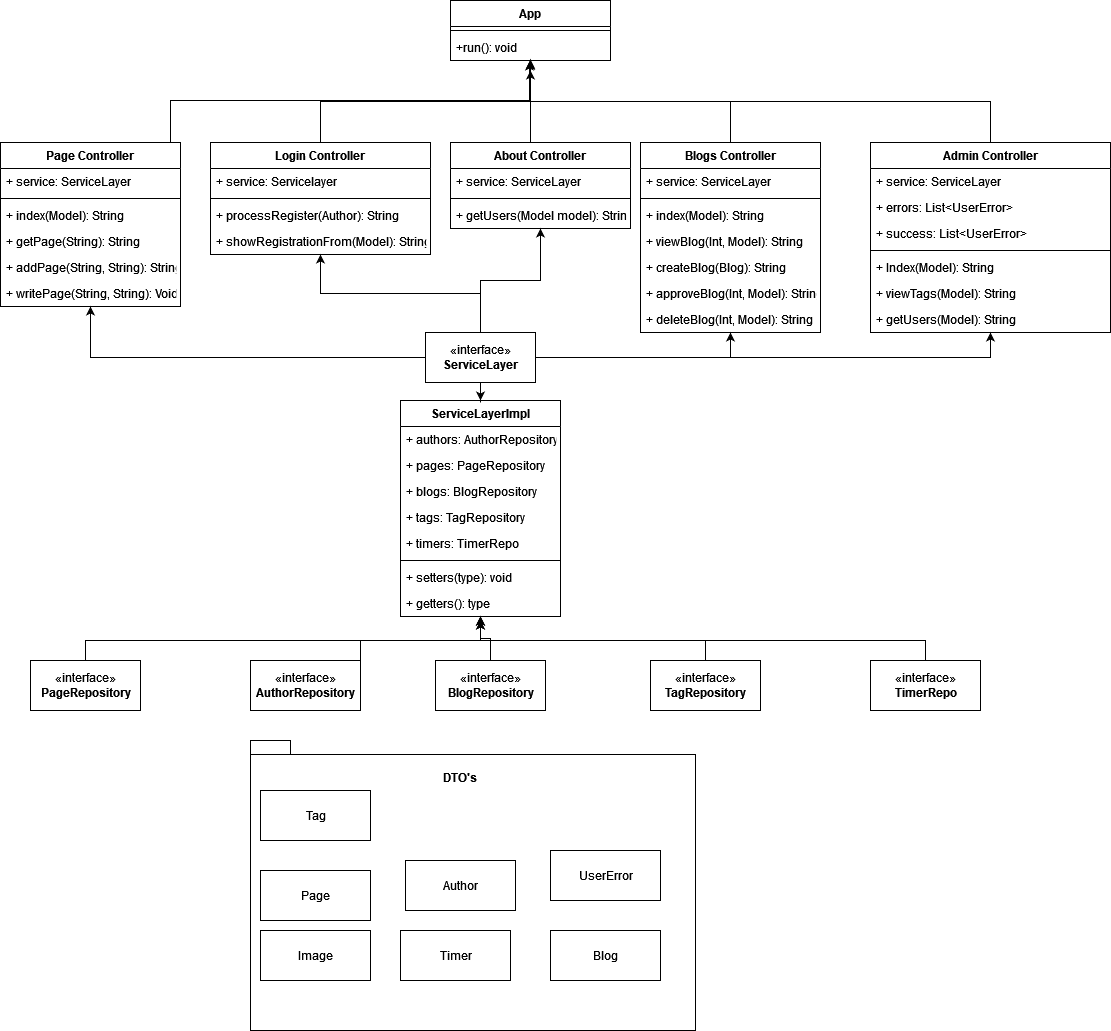 App
+run(): void
Page Controller
+ service: ServiceLayer
+ index(Model): String
+ getPage(String): String
+ addPage(String, String): Strin
+ writePage(String, String): Void
Login Controller
+ service: Servicelayer
+ processRegister(Author): String
+ showRegistrationFrom(Model): String
About Controller
+ service: ServiceLayer
+ getUsers(Model model): Strin
Blogs Controller
+ service: ServiceLayer
+ index(Model): String
+ viewBlog(Int, Model): String
+ createBlog(Blog): String
+ approveBlog(Int, Model): Strin
+ deleteBlog(Int, Model): String
Admin Controller
+ service: ServiceLayer
+ errors: List<UserError>
+ success: List<UserError>
+ Index(Model): String
+ viewTags(Model): String
+ getUsers(Model): String
«interface»
ServiceLayer
ServiceLayerImpl
+ authors: AuthorRepository
+ pages: PageRepository
+ blogs: BlogRepository
+ tags: TagRepository
+ timers: TimerRepo
+ setters(type): void
+ getters(): type
«interface»
PageRepository
«interface»
AuthorRepository
«interface»
BlogRepository
«interface»
TagRepository
«interface»
TimerRepo
DTO's
Tag
Page
Author
UserError
Image
Timer
Blog